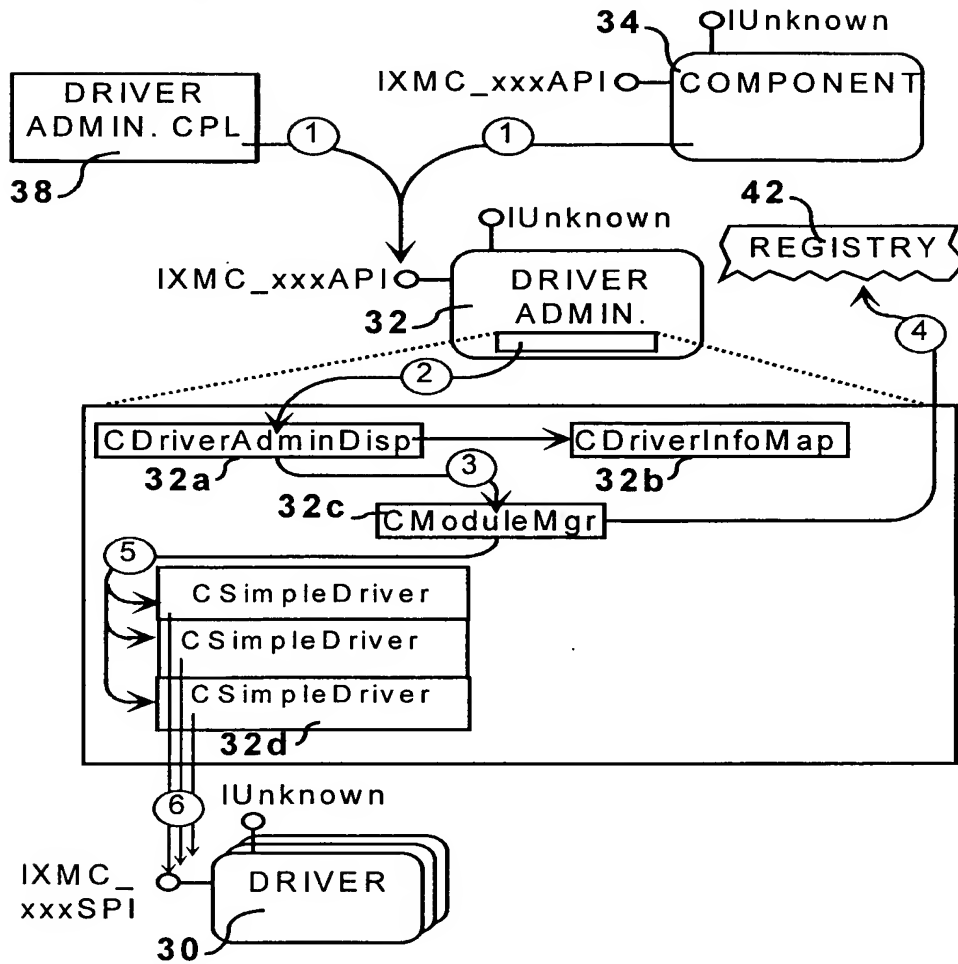 34
IUnknown
DRIVER
ADMIN. CPL
38
1
1
IXMC_xxxAPI
COMPONENT
42
REGISTRY
IUnknown
IXMC_xxxAPI
DRIVER
ADMIN.
32
4
2
CDriverAdminDisp
CDriverInfoMap
32a
32b
3
32c
CModuleMgr
5
CSimpleDriver
CSimpleDriver
CSimpleDriver
32d
6
IUnknown
IXMC_
xxxSPI
DRIVER
30